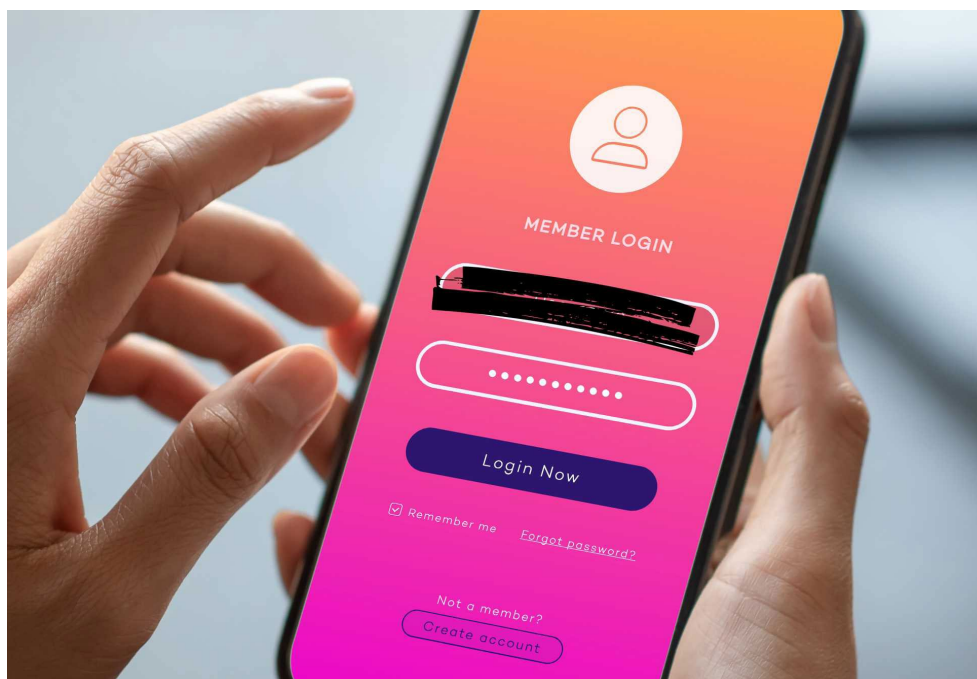 MEMBER LOGIN
Login Now
Remember me
Forgot password?
Not a member?
Create account